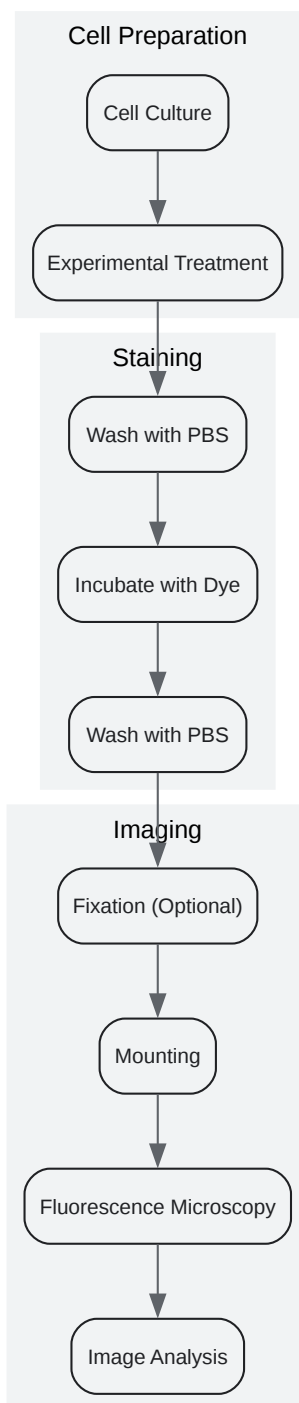 Cell Preparation
Cell Culture
Experimental Treatment
Staining
Wash with PBS
Incubate with Dye
Wash with PBS
Imaging
Fixation (Optional)
Mounting
Fluorescence Microscopy
Image Analysis